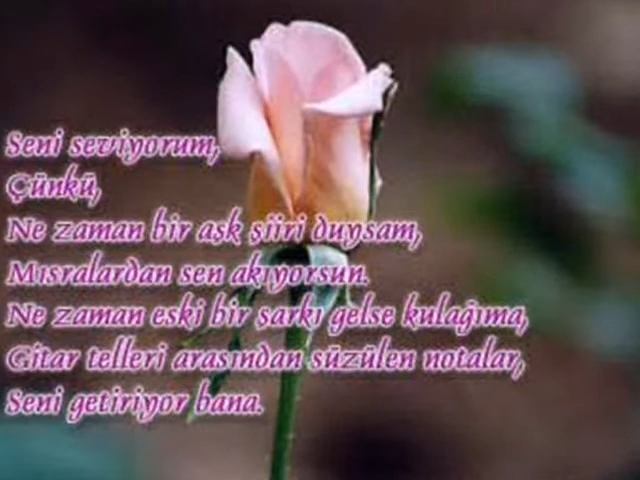 Seni seviyorum,
Çünkü,
Ne zaman bir aşk şiiri duysam,
Mısralardan sen akıyorsun.
Ne zaman eski bir şarkı gelse kulağıma,
Gitar telleri arasından süzülen notalar,
Seni getiriyor bana.